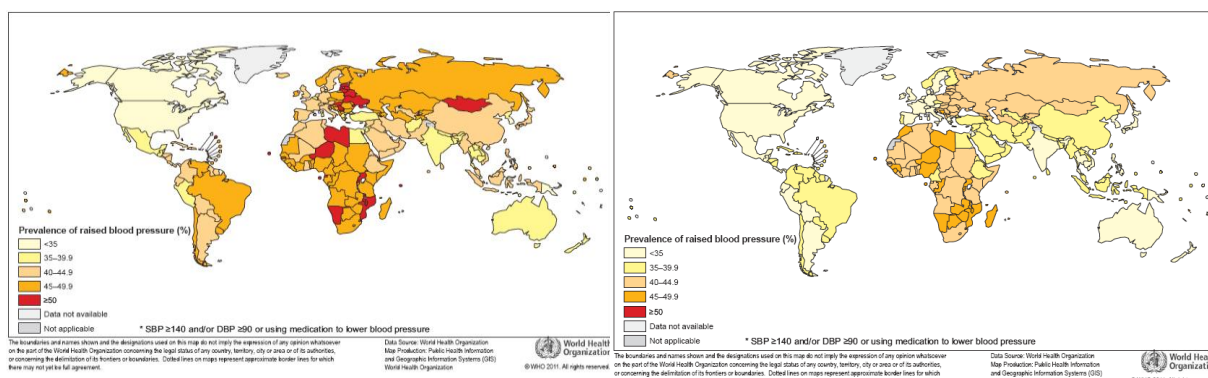 Prevalence of raised blood pressure (%)
<35
35–39.9
40–44.9
45–49.9
≥50
Data not available
Not applicable
* SBP ≥140 and/or DBP ≥90 or using medication to lower blood pressure
The boundaries and names shown and the designations used on this map do not imply the expression of any opinion whatsoever
on the part of the World Health Organization concerning the legal status of any country, territory, city or area or of its authorities,
or concerning the delimitation of its frontiers or boundaries. Dotted lines on maps represent approximate border lines for which
there may not yet be full agreement.
Data Source: World Health Organization
Map Production: Public Health Information
and Geographic Information Systems (GIS)
World Health Organization
World Health
Organization
© WHO 2011. All rights reserved.
Prevalence of raised blood pressure (%)
<35
35–39.9
40–44.9
45–49.9
≥50
Data not available
Not applicable
* SBP ≥140 and/or DBP ≥90 or using medication to lower blood pressure
The boundaries and names shown and the designations used on this map do not imply the expression of any opinion whatsoever
on the part of the World Health Organization concerning the legal status of any country, territory, city or area or of its authorities,
or concerning the delimitation of its frontiers or boundaries. Dotted lines on maps represent approximate border lines for which
Data Source: World Health Organization
Map Production: Public Health Information
and Geographic Information Systems (GIS)
World Heal
Organizati